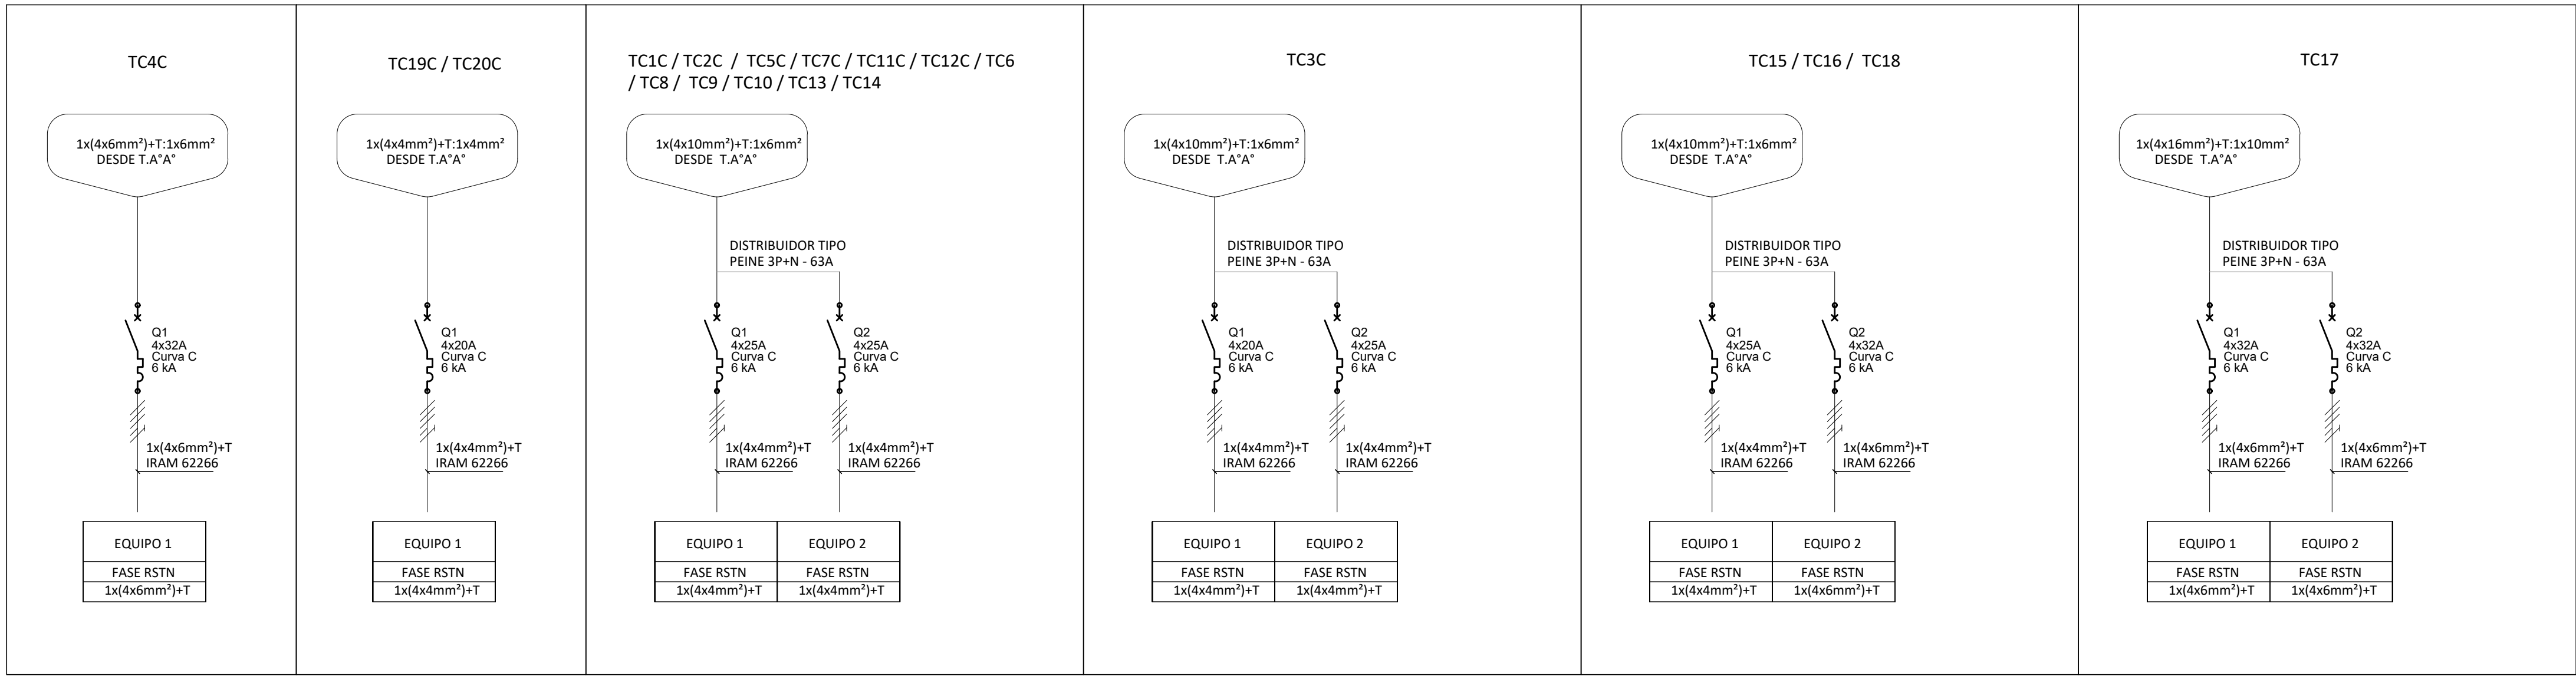 TC4C
1x(4x6mm²)+T:1x6mm²
DESDE T.A°A°
Q1
4x32A
Curva C
6 kA
1x(4x6mm²)+T
IRAM 62266
EQUIPO 1
FASE RSTN
1x(4x6mm²)+T
TC19C / TC20C
1x(4x4mm²)+T:1x4mm²
DESDE T.A°A°
Q1
4x20A
Curva C
6 kA
1x(4x4mm²)+T
IRAM 62266
EQUIPO 1
FASE RSTN
1x(4x4mm²)+T
TC1C / TC2C / TC5C / TC7C / TC11C / TC12C / TC6
/ TC8 / TC9 / TC10 / TC13 / TC14
1x(4x10mm²)+T:1x6mm²
DESDE T.A°A°
DISTRIBUIDOR TIPO
PEINE 3P+N - 63A
Q1
4x25A
Curva C
6 kA
1x(4x4mm²)+T
IRAM 62266
Q2
4x25A
Curva C
6 kA
1x(4x4mm²)+T
IRAM 62266
EQUIPO 1
FASE RSTN
1x(4x4mm²)+T
EQUIPO 2
FASE RSTN
1x(4x4mm²)+T
TC3C
1x(4x10mm²)+T:1x6mm²
DESDE T.A°A°
DISTRIBUIDOR TIPO
PEINE 3P+N - 63A
Q1
4x20A
Curva C
6 kA
1x(4x4mm²)+T
IRAM 62266
Q2
4x25A
Curva C
6 kA
1x(4x4mm²)+T
IRAM 62266
EQUIPO 1
FASE RSTN
1x(4x4mm²)+T
EQUIPO 2
FASE RSTN
1x(4x4mm²)+T
TC15 / TC16 / TC18
1x(4x10mm²)+T:1x6mm²
DESDE T.A°A°
DISTRIBUIDOR TIPO
PEINE 3P+N - 63A
Q1
4x25A
Curva C
6 kA
1x(4x4mm²)+T
IRAM 62266
Q2
4x32A
Curva C
6 kA
1x(4x6mm²)+T
IRAM 62266
EQUIPO 1
FASE RSTN
1x(4x4mm²)+T
EQUIPO 2
FASE RSTN
1x(4x6mm²)+T
TC17
1x(4x16mm²)+T:1x10mm²
DESDE T.A°A°
DISTRIBUIDOR TIPO
PEINE 3P+N - 63A
Q1
4x32A
Curva C
6 kA
1x(4x6mm²)+T
IRAM 62266
Q2
4x32A
Curva C
6 kA
1x(4x6mm²)+T
IRAM 62266
EQUIPO 1
FASE RSTN
1x(4x6mm²)+T
EQUIPO 2
FASE RSTN
1x(4x6mm²)+T